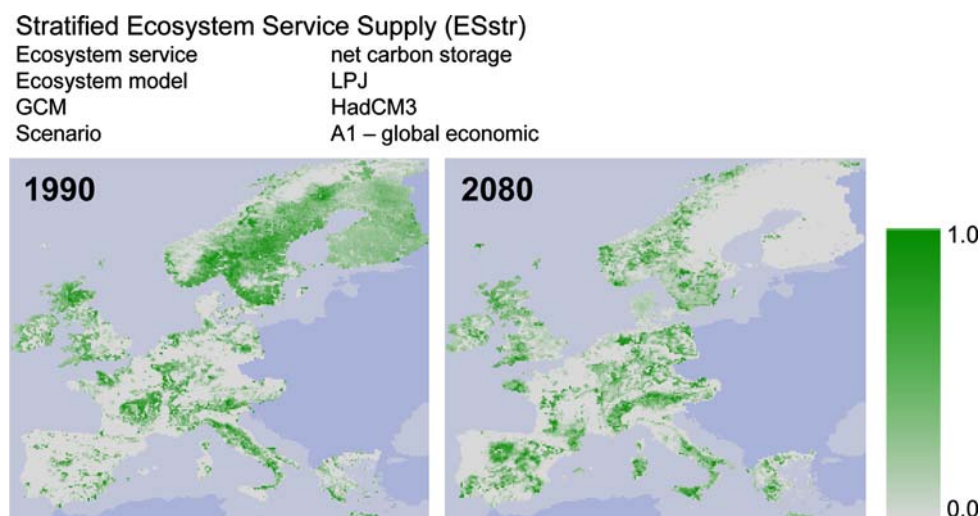 Stratified Ecosystem Service Supply (ESstr)
Ecosystem service net carbon storage
Ecosystem model LPJ
GCM HadCM3
Scenario A1 – global economic
1990 2080
1.0
0.0